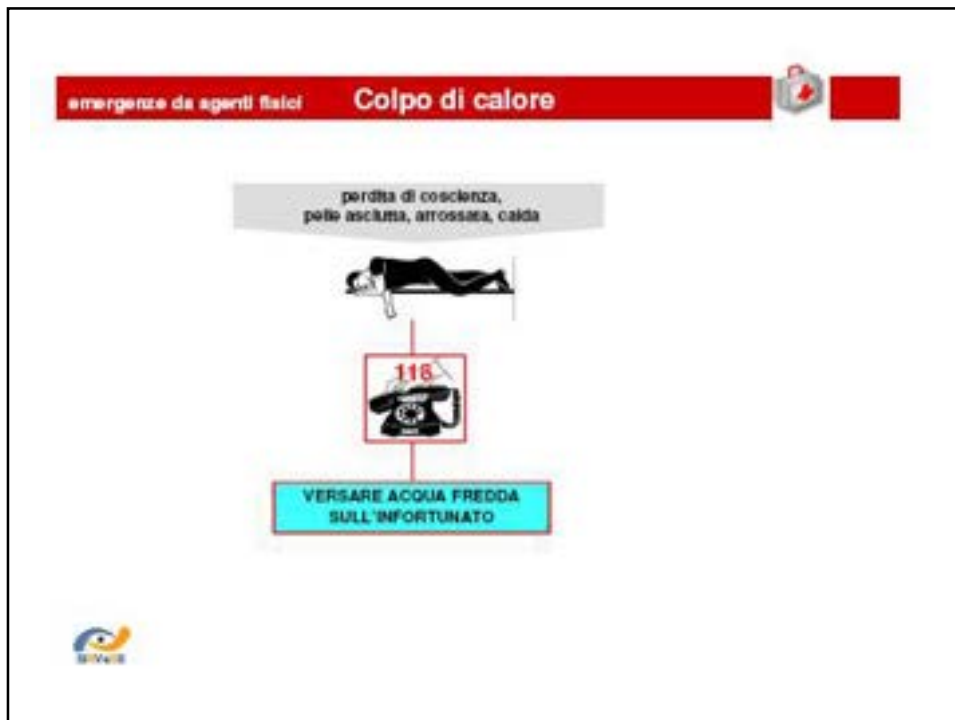 emergenze da agenti fisici Colpo di calore
perdita di coscienza,
pelle asciutta, arrossata, calda
118
VERSARE ACQUA FREDDA
SULL'INFORTUNATO